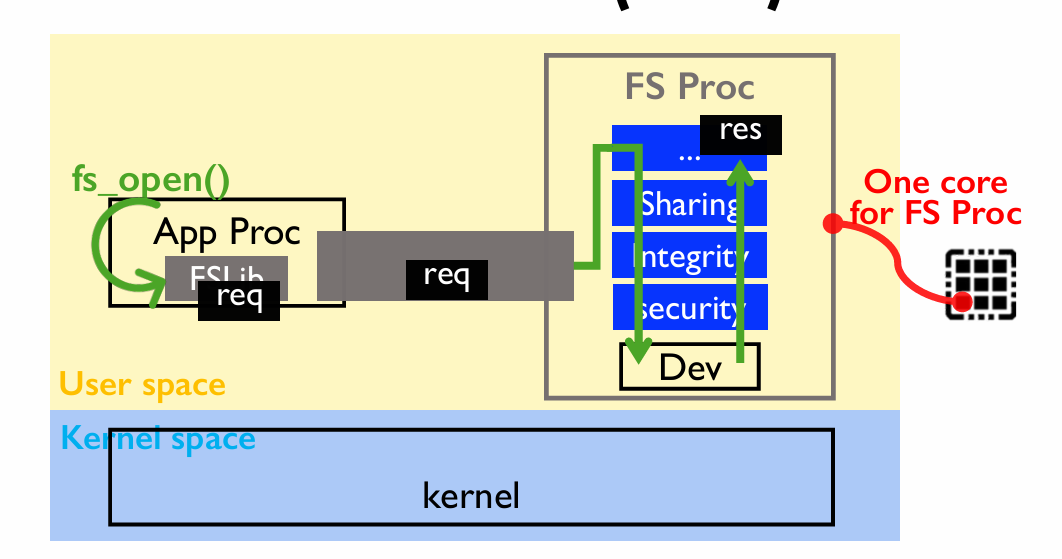 FS Proc
res
...
fs_open()
One core
for FS Proc
Sharing
App Proc
Integrity
FSLib
req
req
security
Dev
User space
Kernel space
kernel